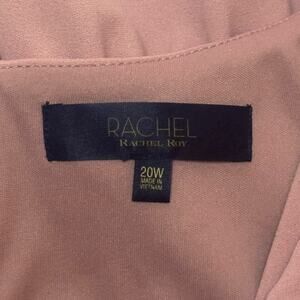 RACHEL
RACHEL ROY
20W
MADE IN
VIETNAM